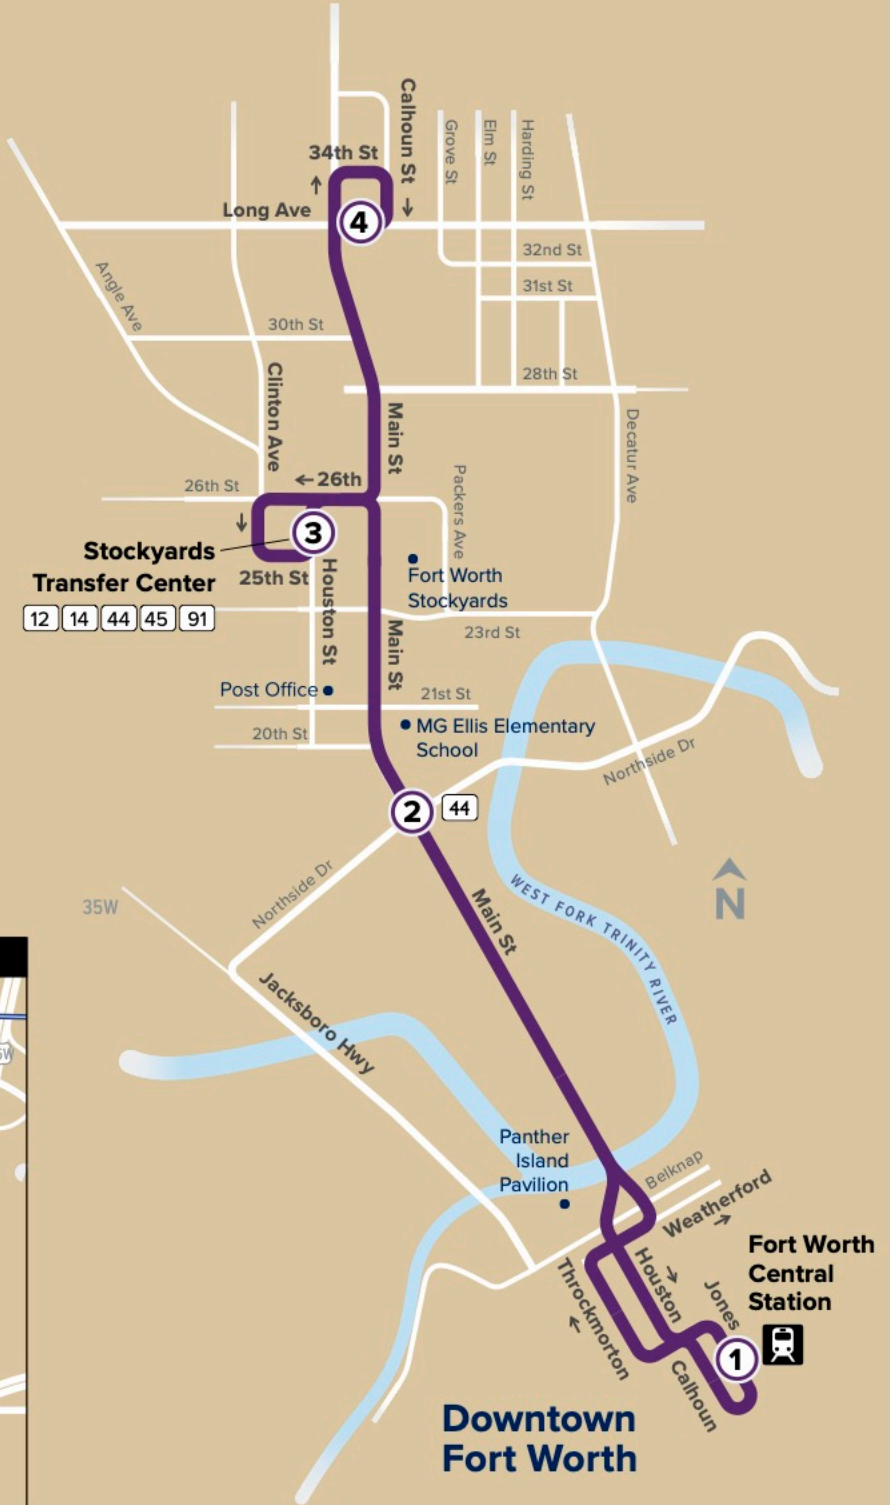 Calhoun St
Grove St
Elm St
Harding St
34th St
Long Ave
4
32nd St
31st St
Angle Ave
30th St
28th St
Clinton Ave
Main St
Decatur Ave
26th St
←26th
Packers Ave
3
Stockyards
Transfer Center
12 14 44 45 91
25th St
Houston St
Fort Worth
Stockyards
23rd St
Main St
Post Office
21st St
MG Ellis Elementary
School
20th St
Northside Dr
2
44
35W
Northside Dr
Main St
N
WEST FORK TRINITY RIVER
Jacksboro Hwy
Panther
Island
Pavilion
Belknap
Weatherford
Fort Worth
Central
Station
Houston
Jones
Throckmorton
1
Calhoun
Downtown
Fort Worth